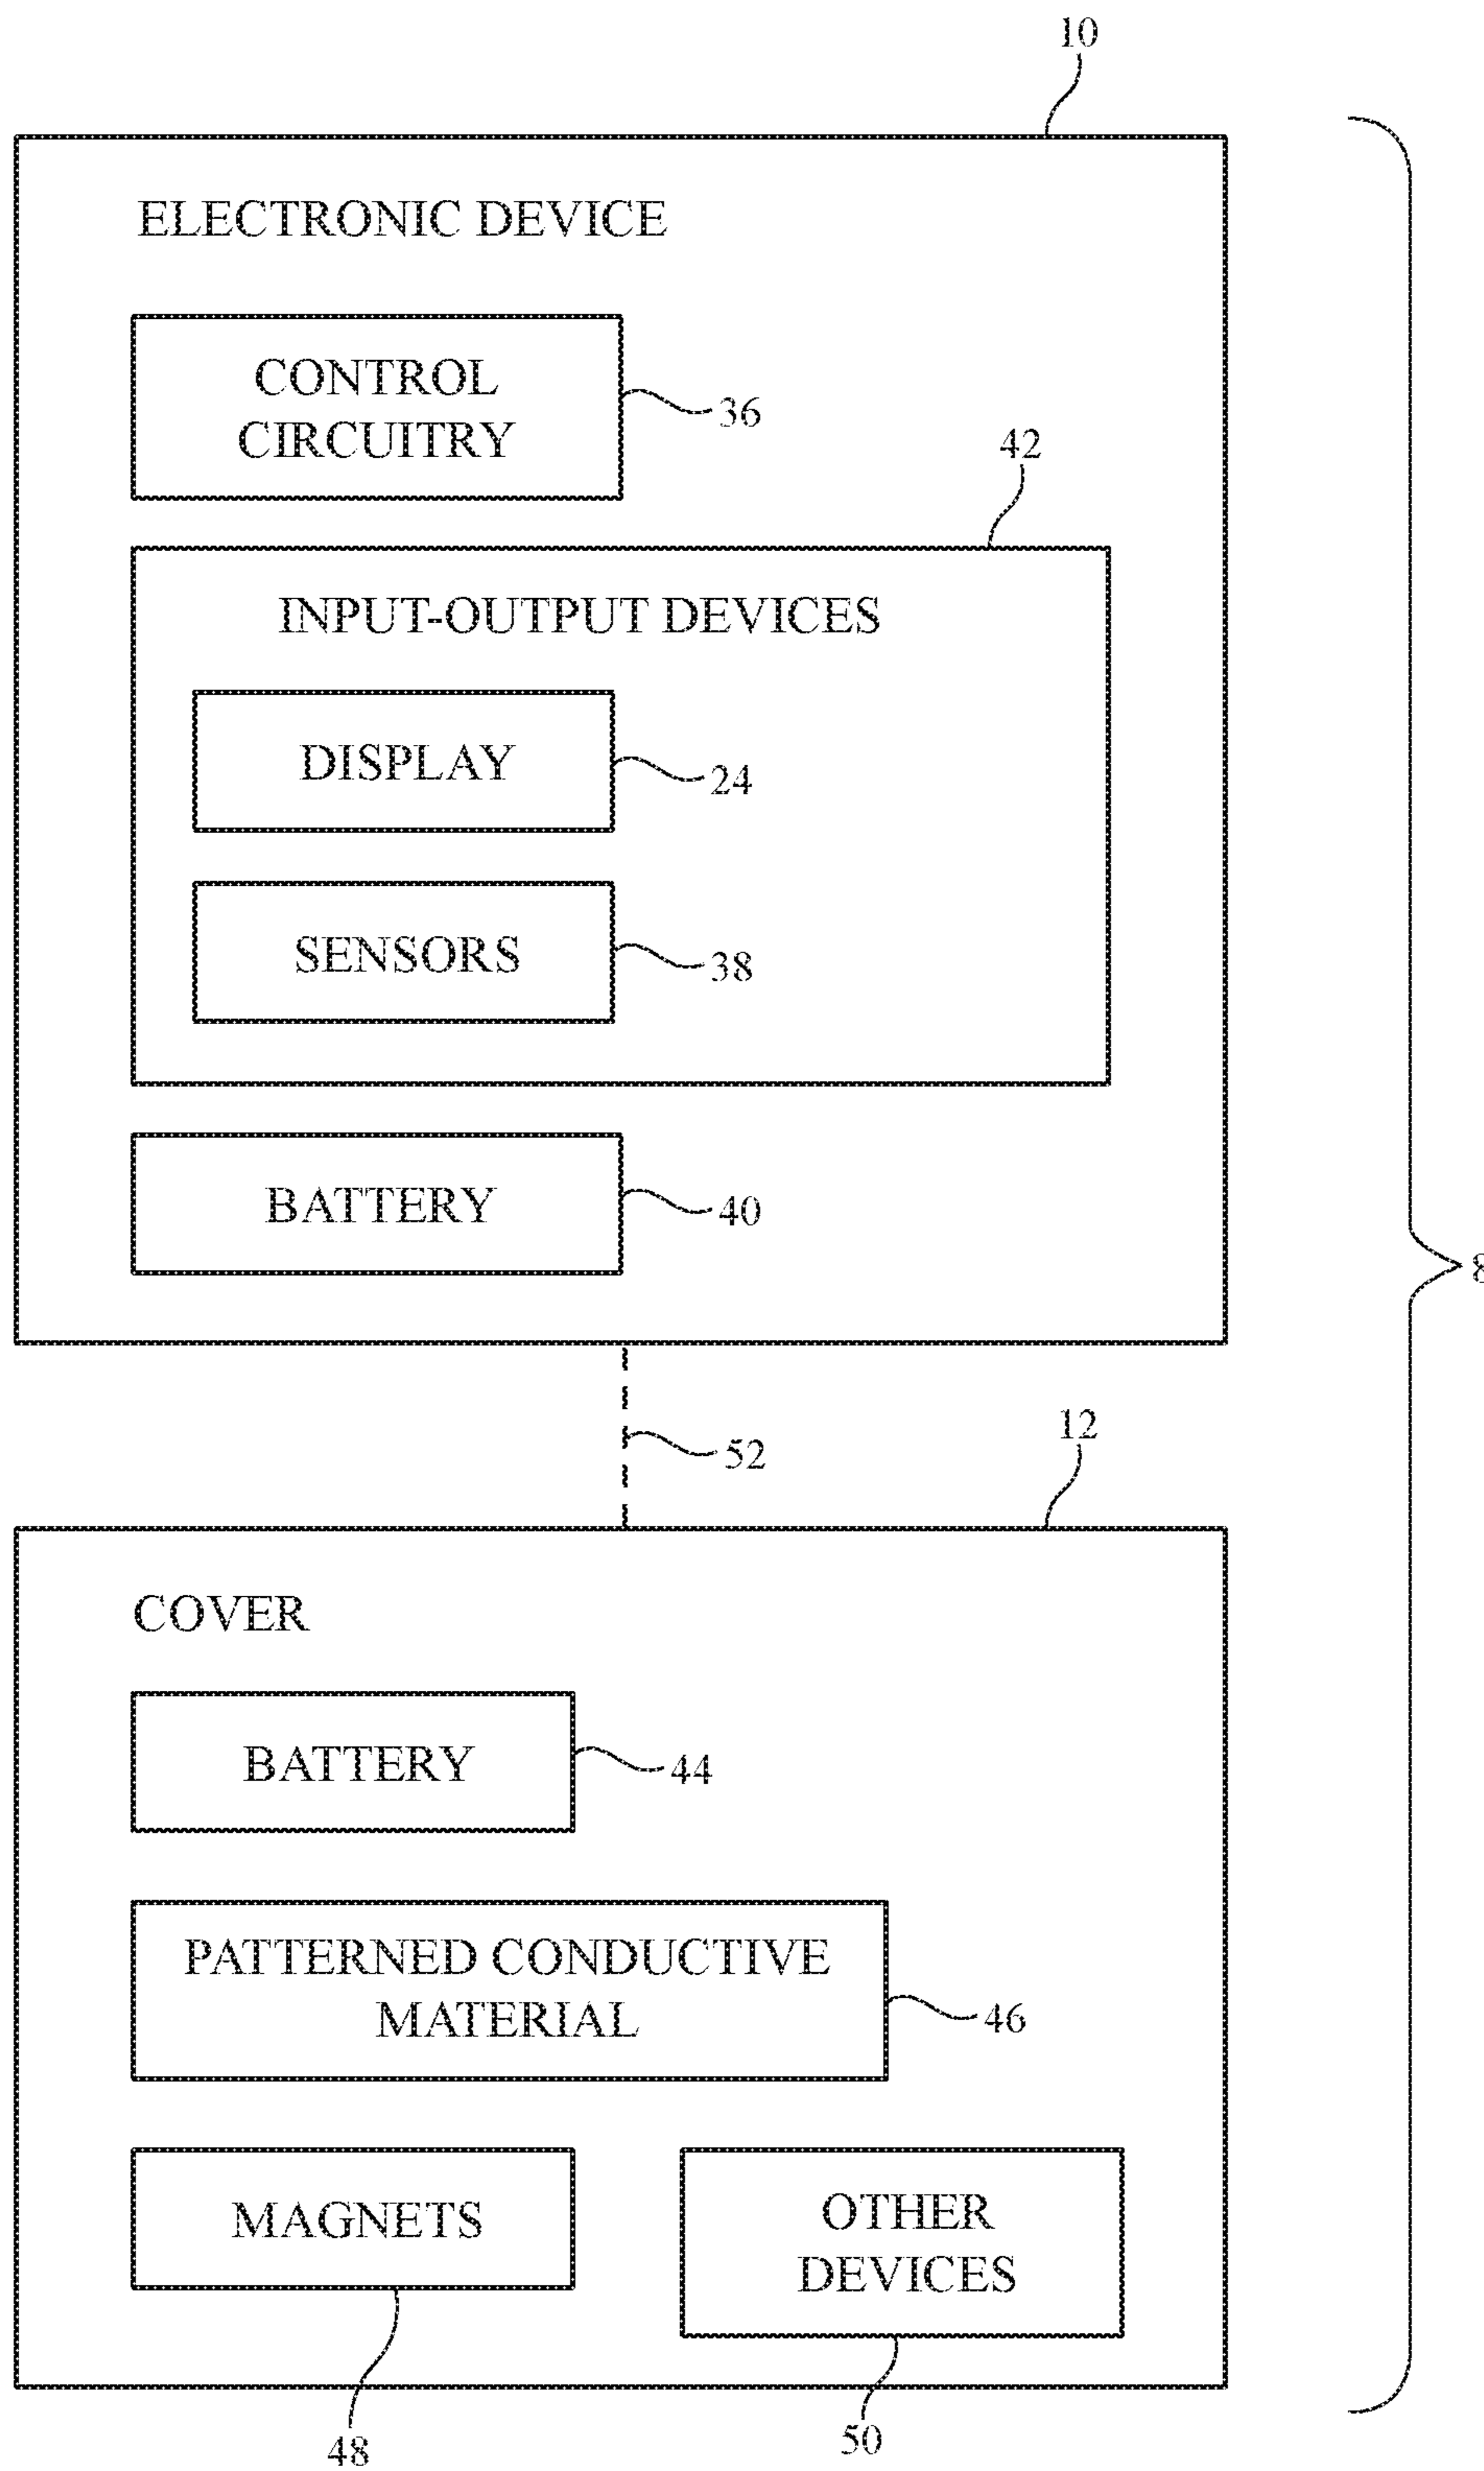 10
ELECTRONIC DEVICE
CONTROL
CIRCUITRY
36
42
INPUT-OUTPUT DEVICES
DISPLAY
24
SENSORS
38
BATTERY
40
8
52
12
COVER
BATTERY
44
PATTERNED CONDUCTIVE
MATERIAL
46
MAGNETS
OTHER
DEVICES
48
50